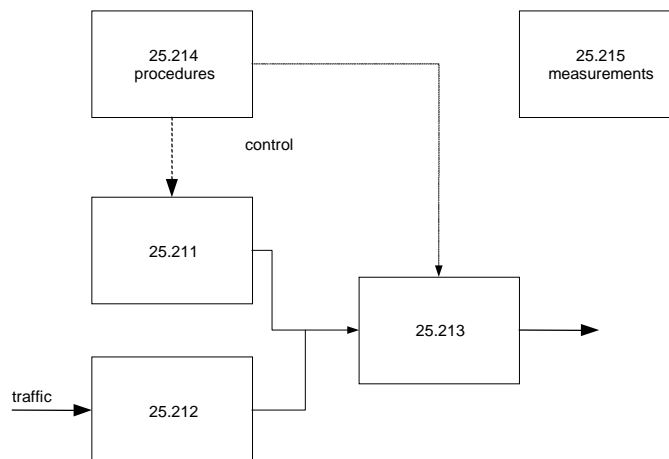 25.214
procedures
25.215
measurements
control
25.211
25.213
traffic
25.212